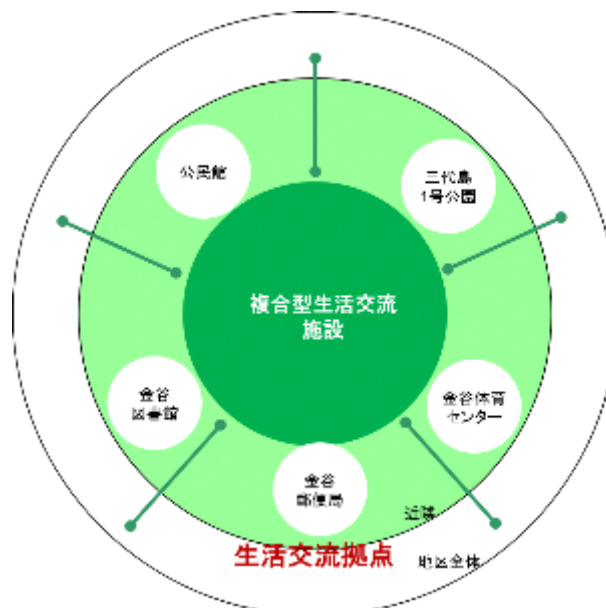 公民館
三代島
1号公園
複合型生活交流
施設
金谷
図書館
金谷体育
センター
金谷
郵便局
近隣
生活交流拠点
地区全体